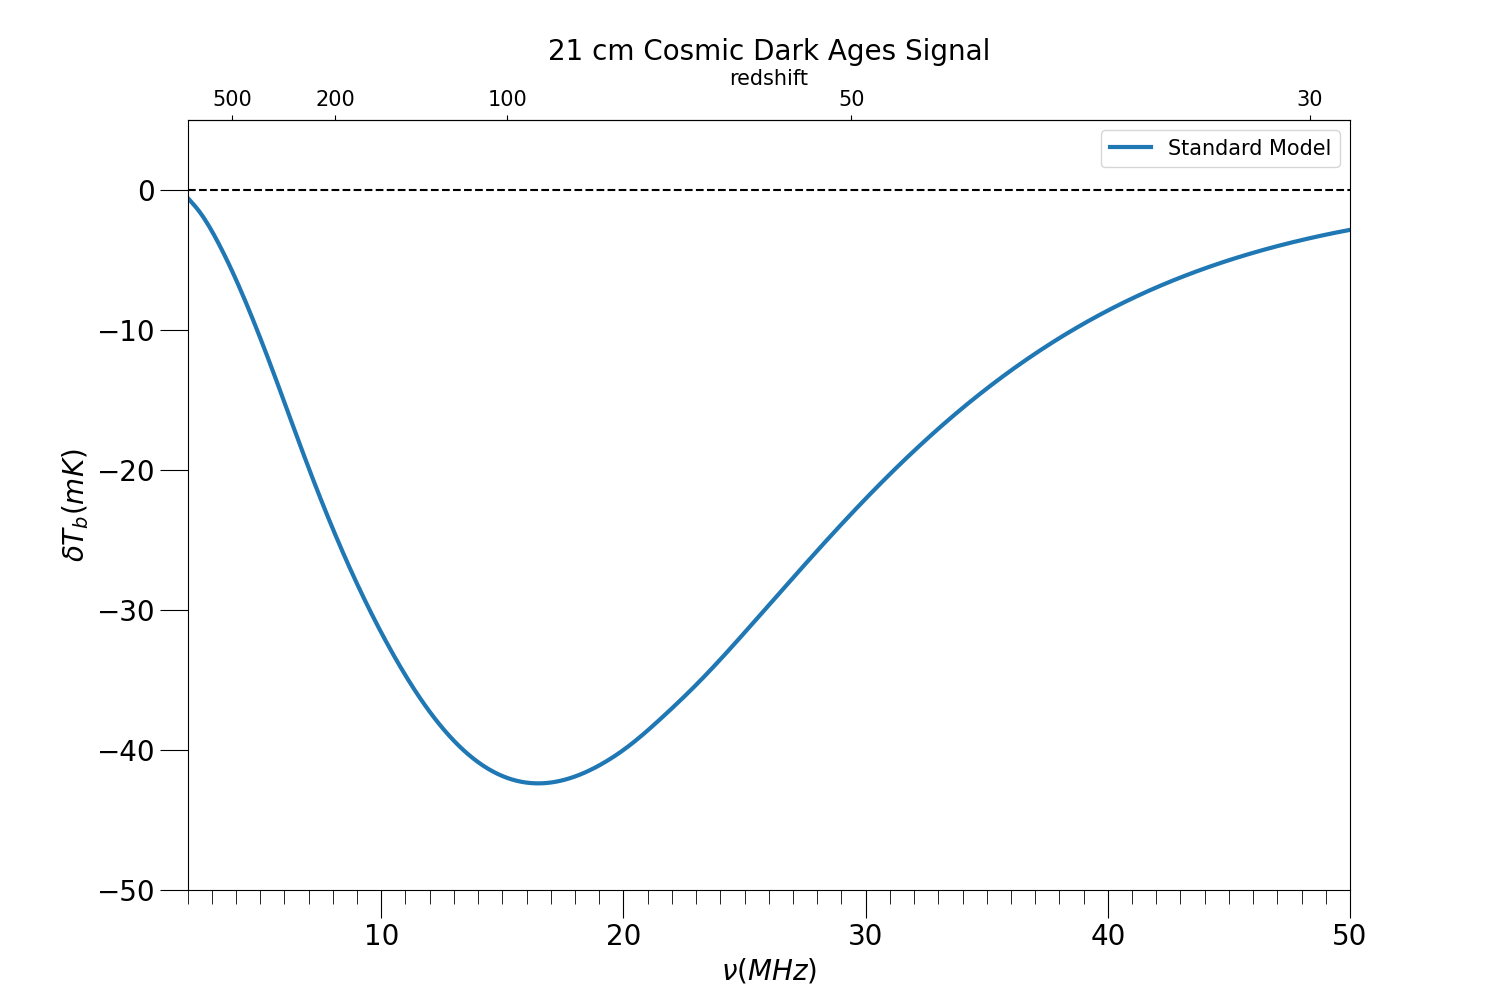 21 cm Cosmic Dark Ages Signal
redshift
500 200 100 50 30
Standard Model
0
−10
−20
−30
−40
−50
δT_b(mK)
10 20 30 40 50
ν(MHz)